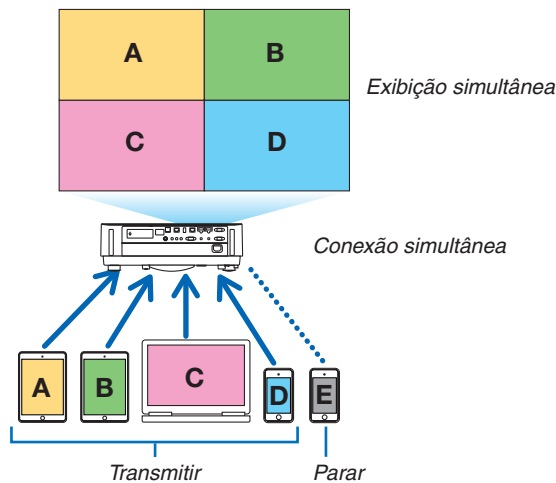 A B
Exibição simultânea
C D
Conexão simultânea
A B C D E
Transmitir Parar